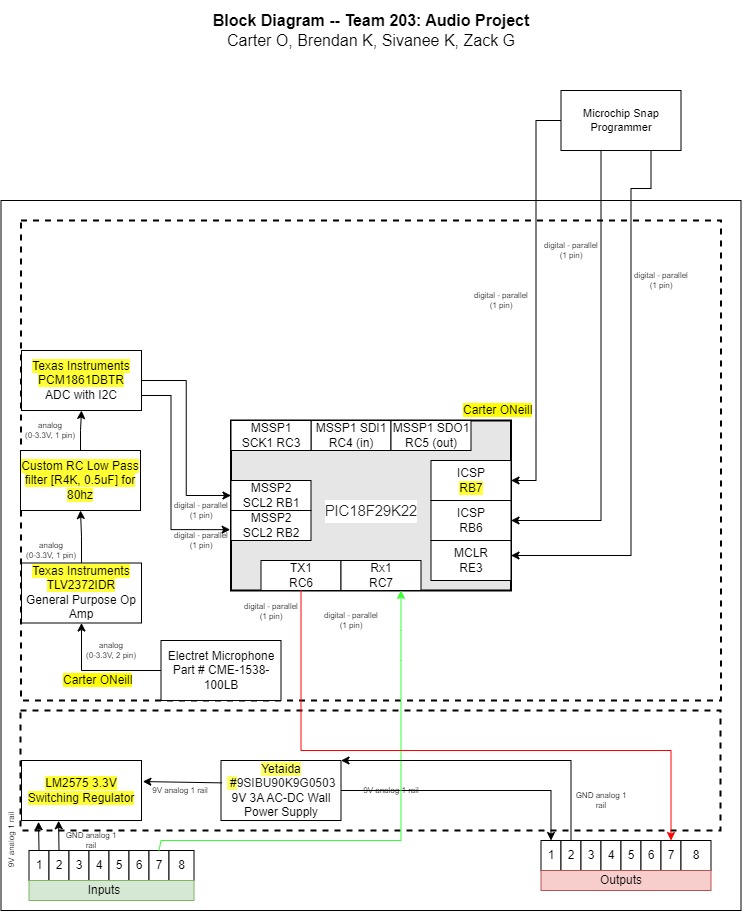 Block Diagram -- Team 203: Audio Project
Carter O, Brendan K, Sivanee K, Zack G
Microchip Snap
Programmer
digital - parallel
(1 pin)
digital - parallel
(1 pin)
digital - parallel
(1 pin)
Texas Instruments
PCM1861DBTR
ADC with I2C
analog
(0-3.3V, 1 pin)
Custom RC Low Pass
filter [R4K, 0.5uF] for
80hz
analog
(0-3.3V, 1 pin)
Texas Instruments
TLV2372IDR
General Purpose Op
Amp
analog
(0-3.3V, 2 pin)
Carter ONeill
Electret Microphone
Part # CME-1538-
100LB
digital - parallel
(1 pin)
digital - parallel
(1 pin)
Carter ONeill
MSSP1
SCK1 RC3
MSSP1 SDI1
RC4 (in)
MSSP1 SDO1
RC5 (out)
MSSP2
SCL2 RB1
MSSP2
SCL2 RB2
PIC18F29K22
ICSP
RB7
ICSP
RB6
MCLR
RE3
TX1
RC6
Rx1
RC7
digital - parallel
(1 pin)
digital - parallel
(1 pin)
LM2575 3.3V
Switching Regulator
9V analog 1 rail
Yetaida
#9SIBU90K9G0503
9V 3A AC-DC Wall
Power Supply
9V analog 1 rail
GND analog 1
rail
9V analog 1 rail
GND analog 1
rail
1 2 3 4 5 6 7 8
Inputs
1 2 3 4 5 6 7 8
Outputs